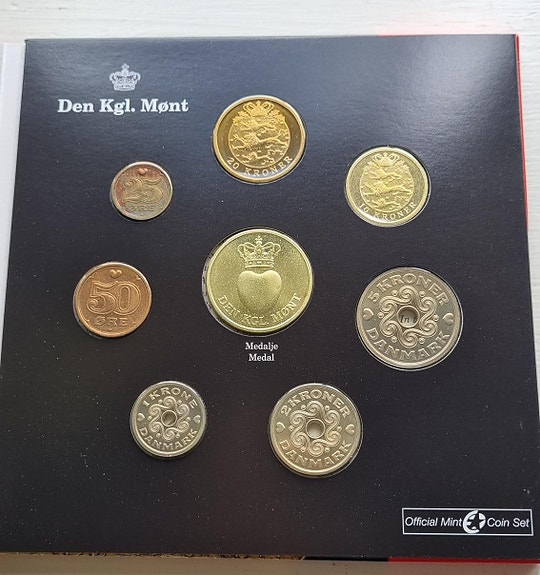 Den Kgl. Mønt
20 KRONER
25
ØRE
10 KRONER
50
ØRE
DEN KGL. MØNT
Medalje
Medal
5 KRONER
DANMARK
1 KRONE
DANMARK
2 KRONER
DANMARK
Official Mint Coin Set